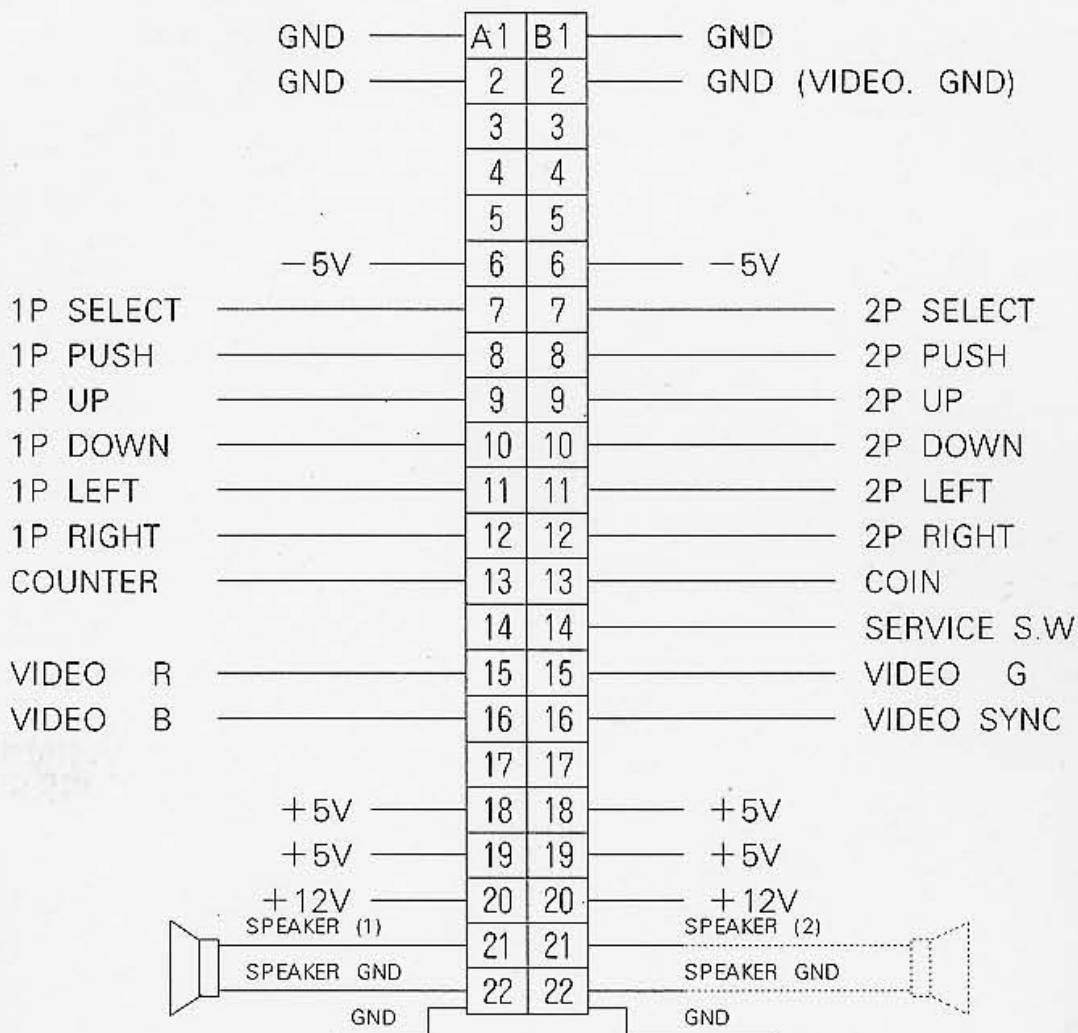 GND A1 B1 GND
GND 2 2 GND (VIDEO. GND)
3 3
4 4
5 5
-5V 6 6 -5V
1P SELECT 7 7 2P SELECT
1P PUSH 8 8 2P PUSH
1P UP 9 9 2P UP
1P DOWN 10 10 2P DOWN
1P LEFT 11 11 2P LEFT
1P RIGHT 12 12 2P RIGHT
COUNTER 13 13 COIN
14 14 SERVICE S.W
VIDEO R 15 15 VIDEO G
VIDEO B 16 16 VIDEO SYNC
17 17
+5V 18 18 +5V
+5V 19 19 +5V
+12V 20 20 +12V
SPEAKER (1) 21 21 SPEAKER (2)
SPEAKER GND 22 22 SPEAKER GND
GND GND